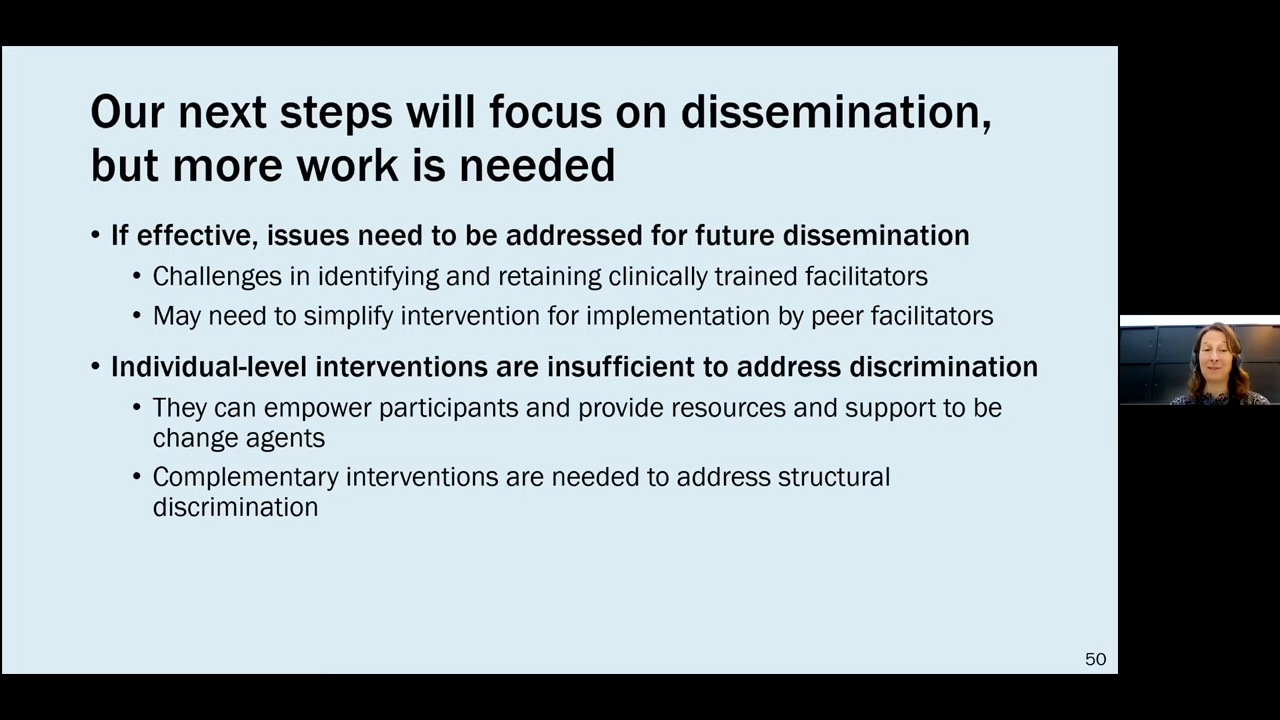 Our next steps will focus on dissemination,
but more work is needed
• If effective, issues need to be addressed for future dissemination
• Challenges in identifying and retaining clinically trained facilitators
• May need to simplify intervention for implementation by peer facilitators
• Individual-level interventions are insufficient to address discrimination
• They can empower participants and provide resources and support to be
change agents
• Complementary interventions are needed to address structural
discrimination
50